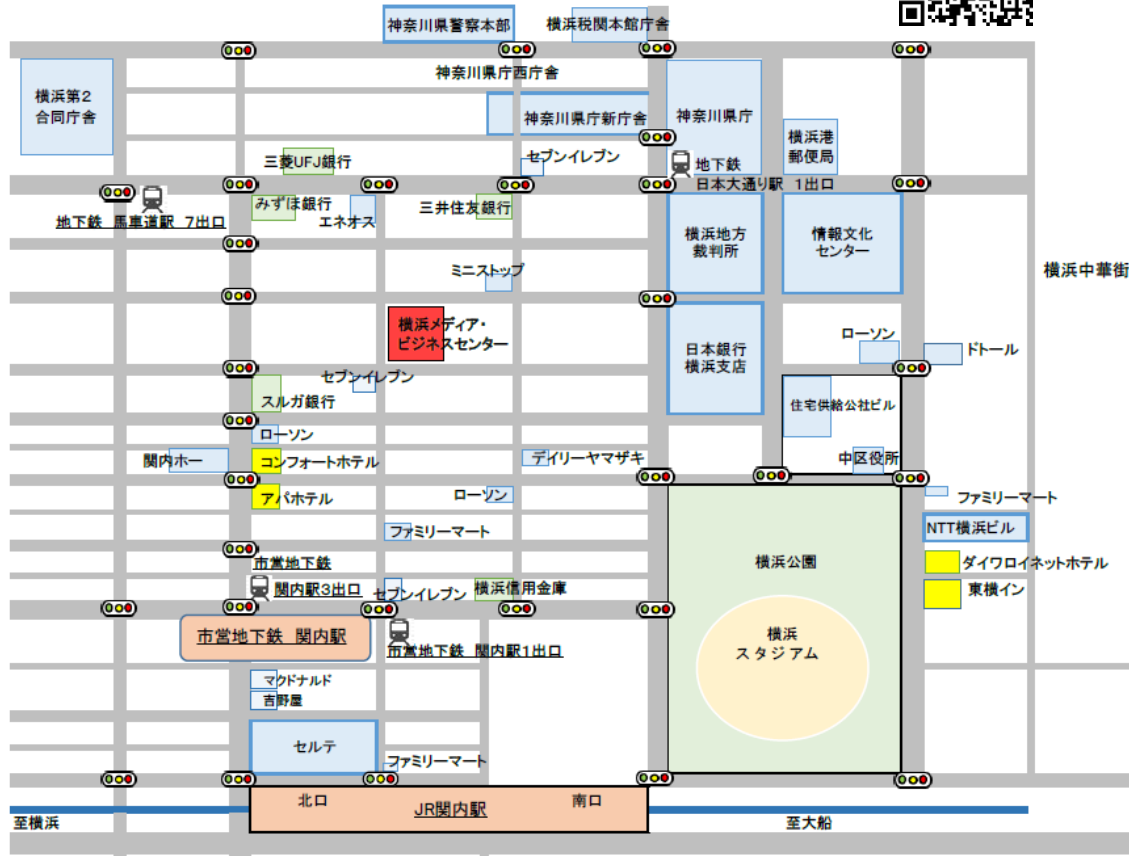 神奈川県警察本部
横浜税関本館庁舎
神奈川県庁西庁舎
横浜第2
合同庁舎
神奈川県庁新庁舎
神奈川県庁
横浜港
郵便局
三菱UFJ銀行
セブンイレブン
地下鉄
日本大通り駅 1出口
地下鉄 馬車道駅 7出口
みずほ銀行
エネオス
三井住友銀行
横浜地方
裁判所
情報文化
センター
横浜中華街
ミニストップ
横浜メディア・
ビジネスセンター
日本銀行
横浜支店
ローソン
ドトール
セブンイレブン
スルガ銀行
住宅供給公社ビル
ローソン
関内ホー
コンフォートホテル
デイリーヤマザキ
中区役所
アパホテル
ローソン
ファミリーマート
ファミリーマート
NTT横浜ビル
市営地下鉄
関内駅3出口
セブンイレブン
横浜信用金庫
横浜公園
ダイワロイネットホテル
東横イン
市営地下鉄 関内駅
市営地下鉄 関内駅1出口
横浜
スタジアム
マクドナルド
吉野屋
セルテ
ファミリーマート
北口
JR関内駅
南口
至横浜
至大船